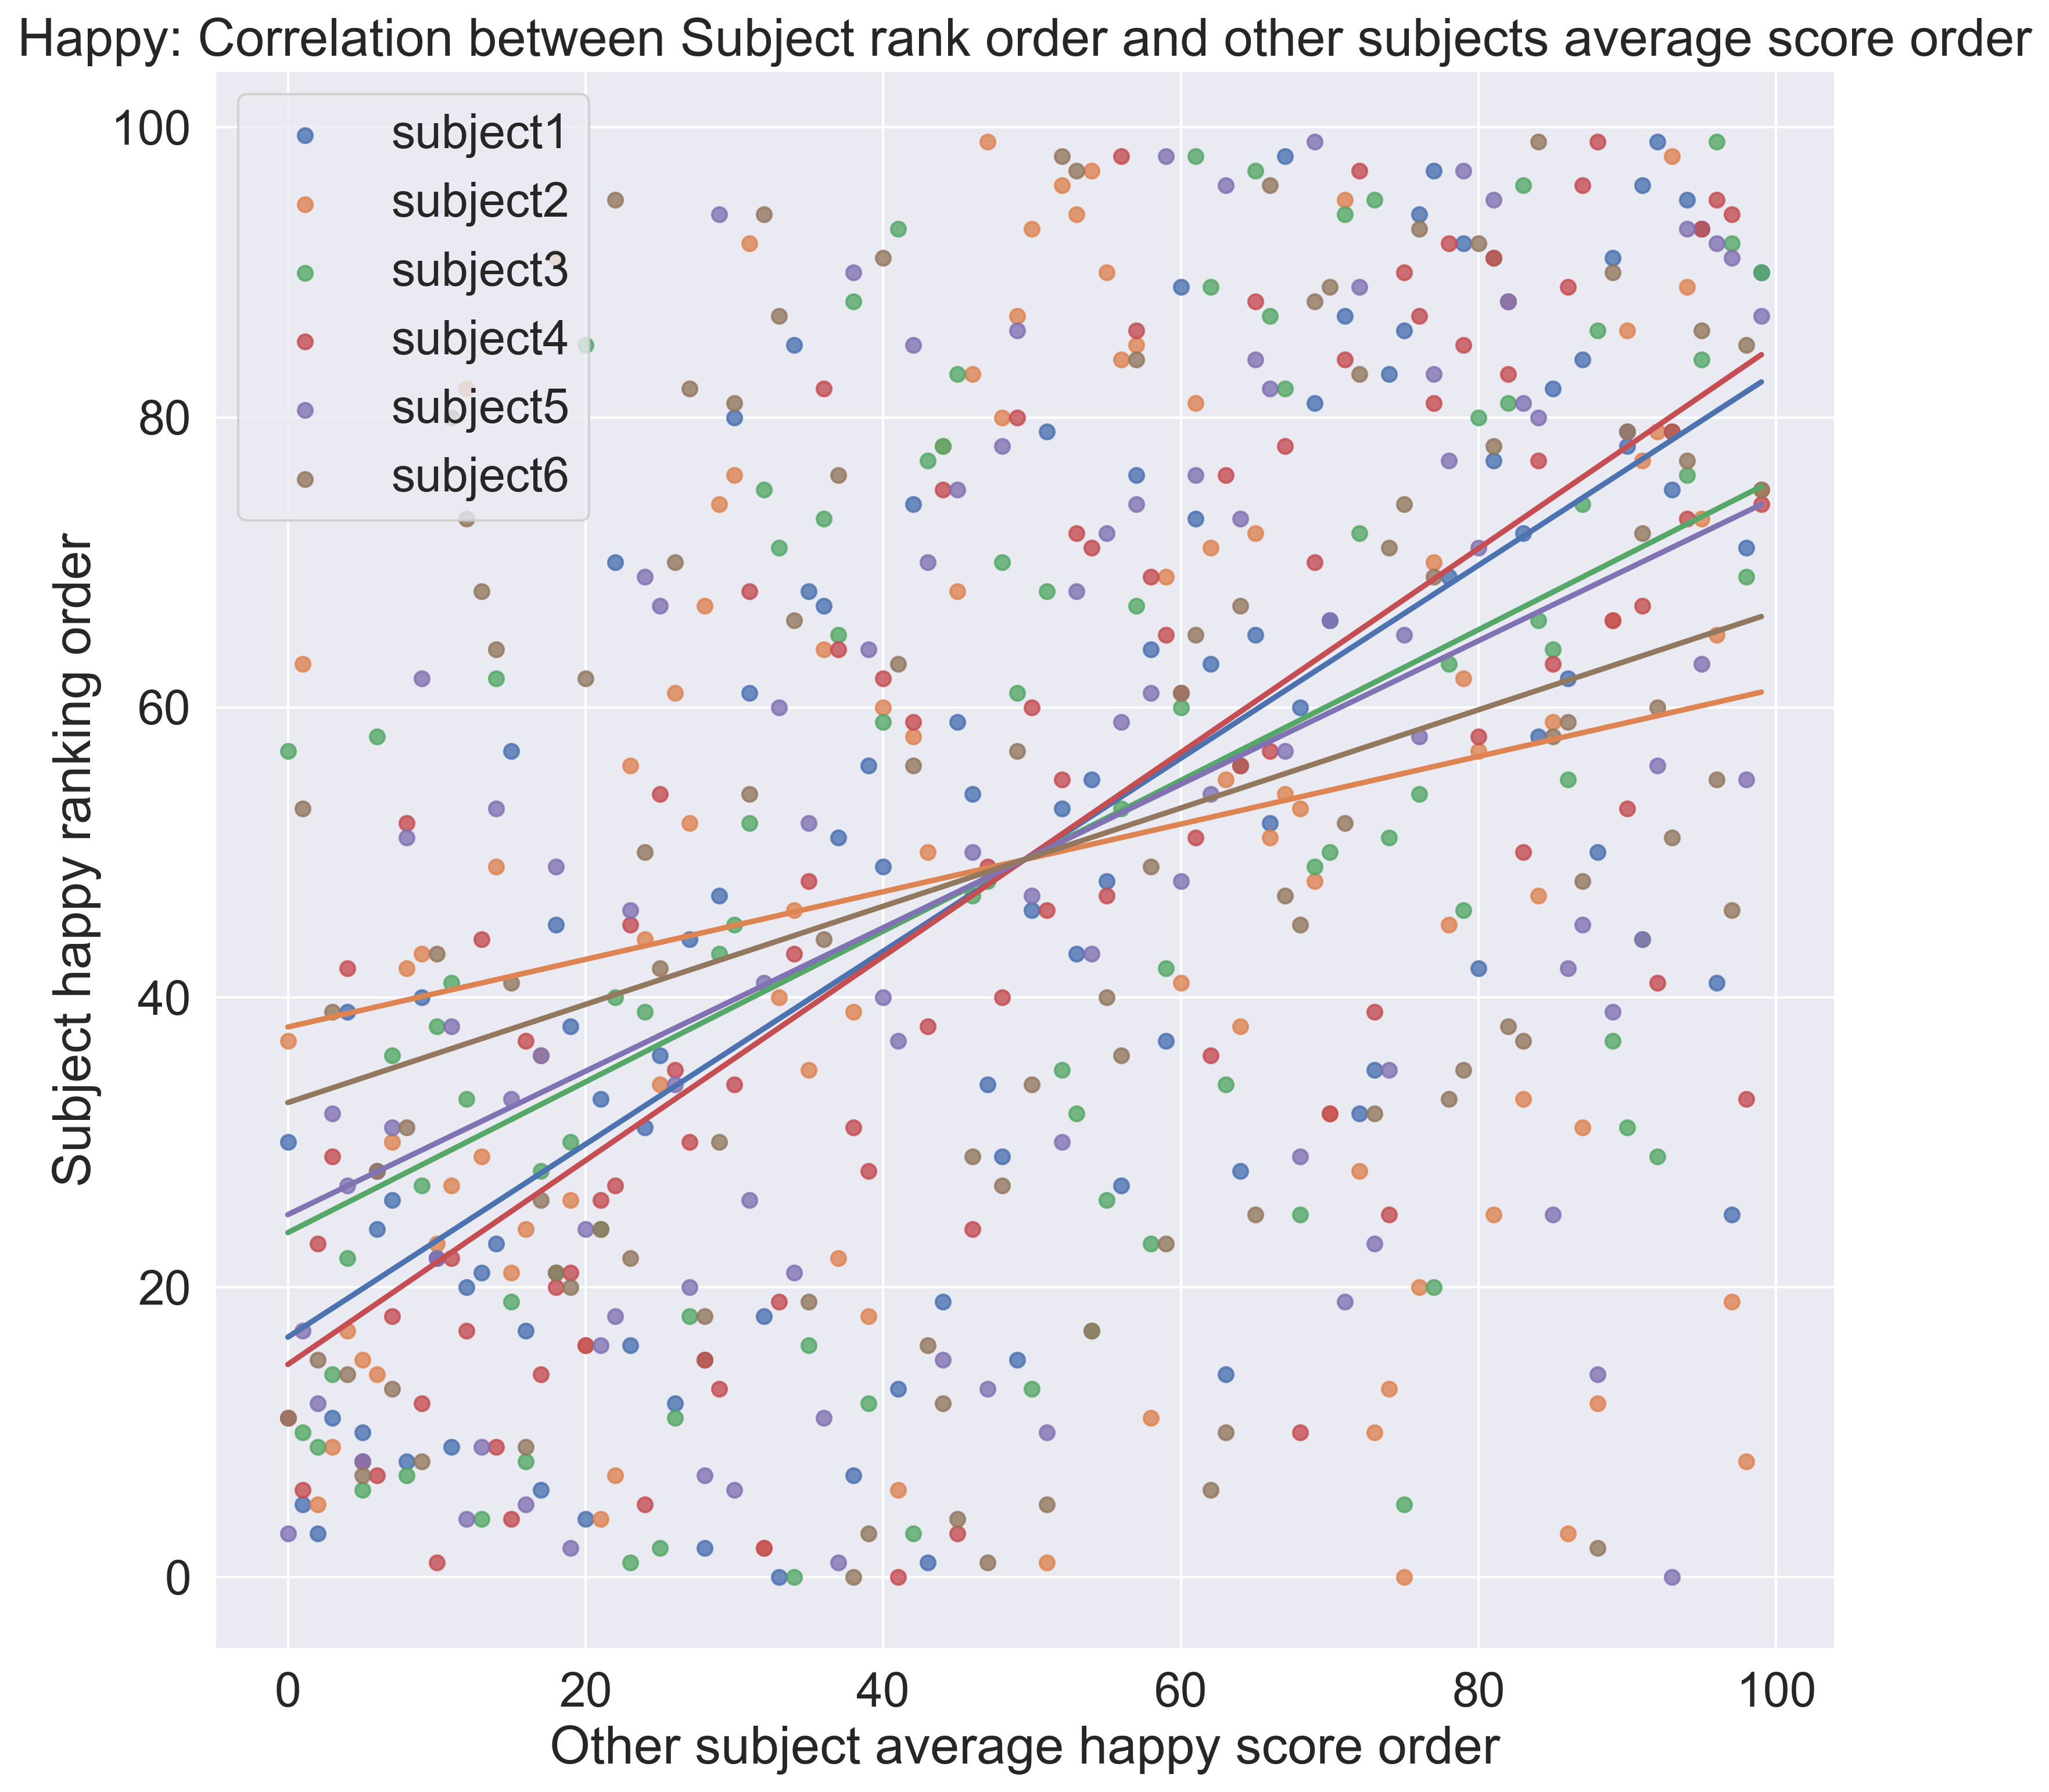 Happy: Correlation between Subject rank order and other subjects average score order
subject1
subject2
subject3
subject4
subject5
subject6
100
80
60
40
20
0
Subject happy ranking order
0 20 40 60 80 100
Other subject average happy score order